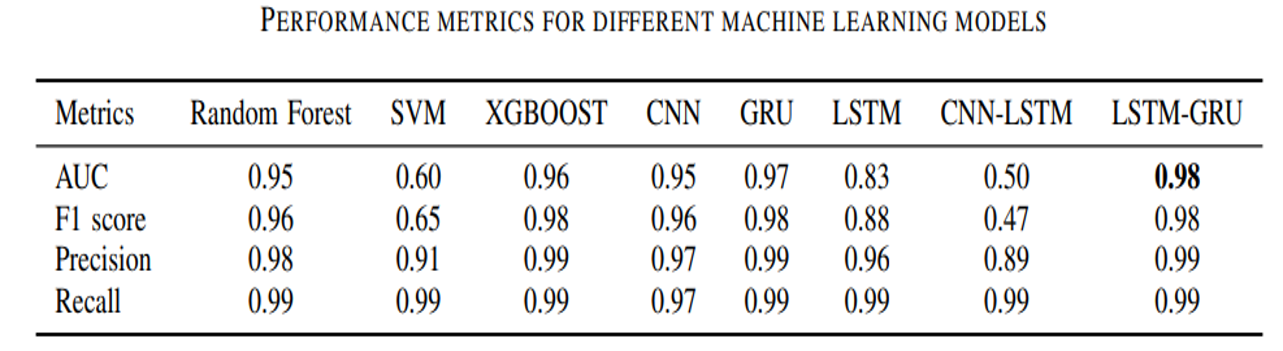 PERFORMANCE METRICS FOR DIFFERENT MACHINE LEARNING MODELS
Metrics Random Forest SVM XGBOOST CNN GRU LSTM CNN-LSTM LSTM-GRU
AUC 0.95 0.60 0.96 0.95 0.97 0.83 0.50 0.98
F1 score 0.96 0.65 0.98 0.96 0.98 0.88 0.47 0.98
Precision 0.98 0.91 0.99 0.97 0.99 0.96 0.89 0.99
Recall 0.99 0.99 0.99 0.97 0.99 0.99 0.99 0.99